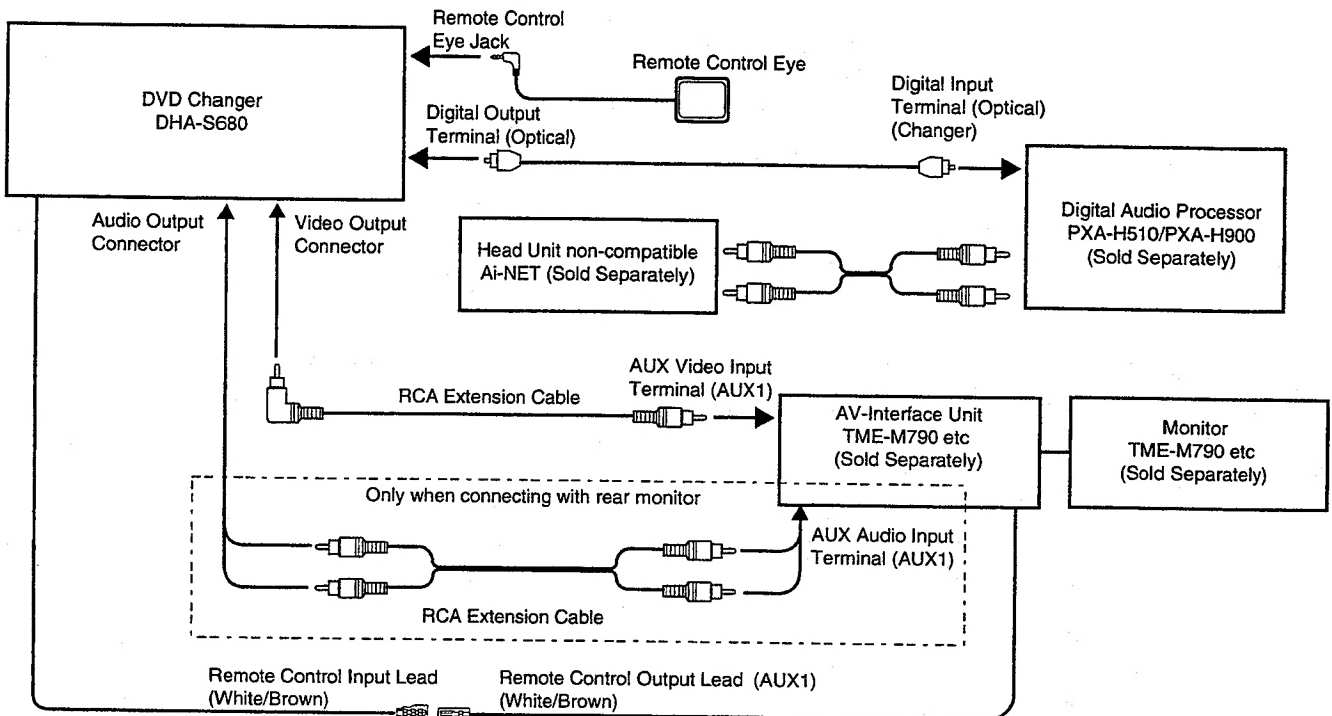 Remote Control
Eye Jack
Remote Control Eye
DVD Changer
DHA-S680
Digital Output
Terminal (Optical)
Digital Input
Terminal (Optical)
(Changer)
Audio Output
Connector
Video Output
Connector
Head Unit non-compatible
Ai-NET (Sold Separately)
Digital Audio Processor
PXA-H510/PXA-H900
(Sold Separately)
RCA Extension Cable
AUX Video Input
Terminal (AUX1)
AV-Interface Unit
TME-M790 etc
(Sold Separately)
Monitor
TME-M790 etc
(Sold Separately)
Only when connecting with rear monitor
AUX Audio Input
Terminal (AUX1)
RCA Extension Cable
Remote Control Input Lead
(White/Brown)
Remote Control Output Lead (AUX1)
(White/Brown)